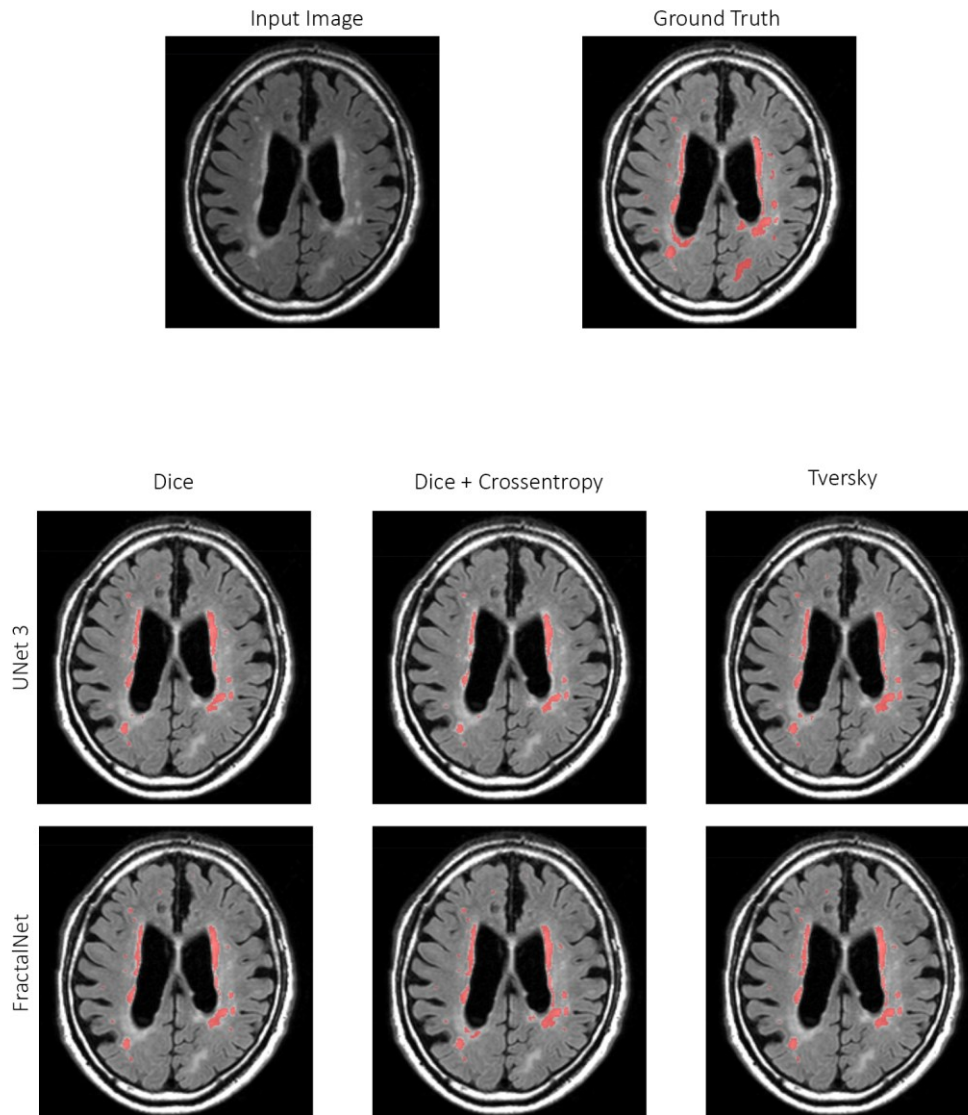 Input Image
Ground Truth
Dice
Dice + Crossentropy
Tversky
UNet 3
FractalNet